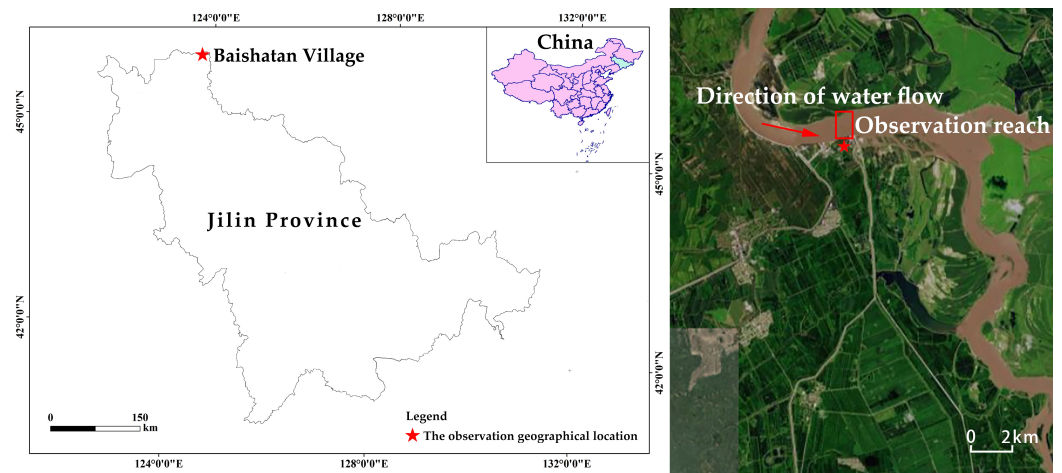 124°0'0"E
128°0'0"E
132°0'0"E
Baishatan Village
China
45°0'0"N
45°0'0"N
Jilin Province
42°0'0"N
42°0'0"N
0
150
km
Legend
The observation geographical location
124°0'0"E
128°0'0"E
132°0'0"E
Direction of water flow
Observation reach
0 2km